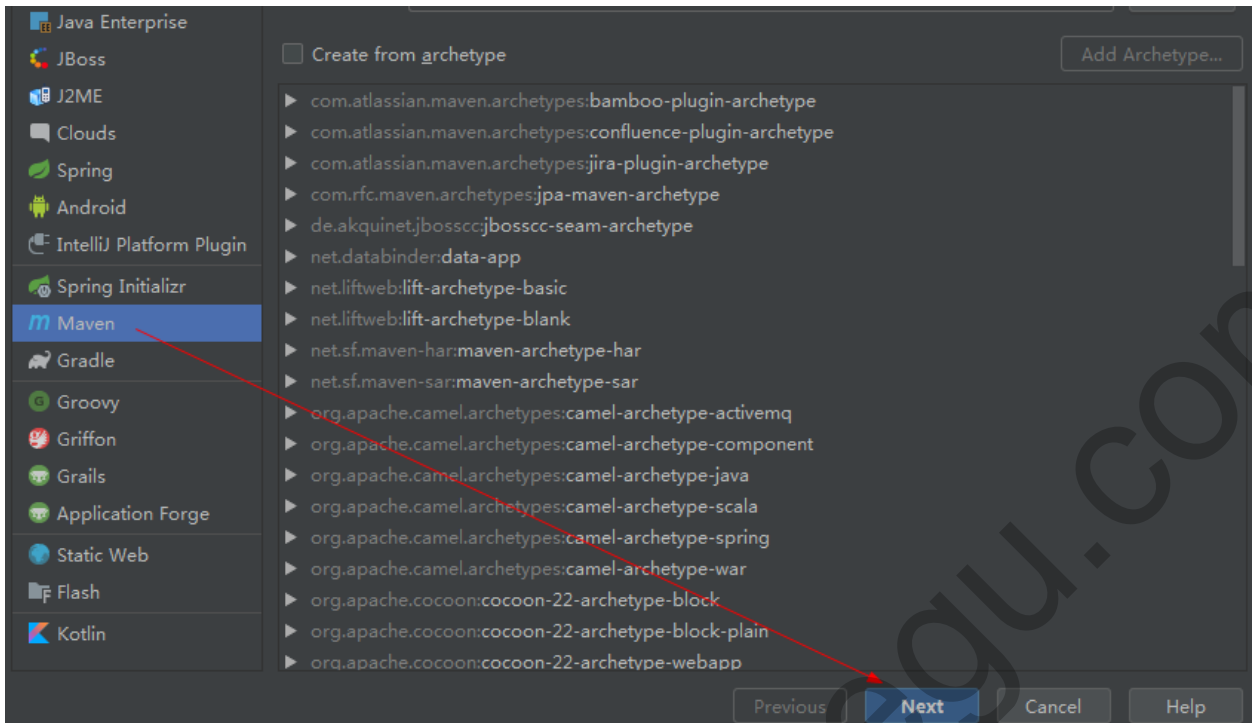 Java Enterprise
JBoss
J2ME
Clouds
Spring
Android
IntelliJ Platform Plugin
Spring Initializr
Maven
Gradle
Groovy
Griffon
Grails
Application Forge
Static Web
Flash
Kotlin
Create from archetype
Add Archetype...
com.atlassian.maven.archetypes:bamboo-plugin-archetype
com.atlassian.maven.archetypes:confluence-plugin-archetype
com.atlassian.maven.archetypes:jira-plugin-archetype
com.rfc.maven.archetypes:jpa-maven-archetype
de.akquinet.jbosscc:jbosscc-seam-archetype
net.databinder:data-app
net.liftweb:lift-archetype-basic
net.liftweb:lift-archetype-blank
net.sf.maven-har:maven-archetype-har
net.sf.maven-sar:maven-archetype-sar
org.apache.camel.archetypes:camel-archetype-activemq
org.apache.camel.archetypes:camel-archetype-component
org.apache.camel.archetypes:camel-archetype-java
org.apache.camel.archetypes:camel-archetype-scala
org.apache.camel.archetypes:camel-archetype-spring
org.apache.camel.archetypes:camel-archetype-war
org.apache.cocoon:cocoon-22-archetype-block
org.apache.cocoon:cocoon-22-archetype-block-plain
org.apache.cocoon:cocoon-22-archetype-webapp
Previous
Next
Cancel
Help